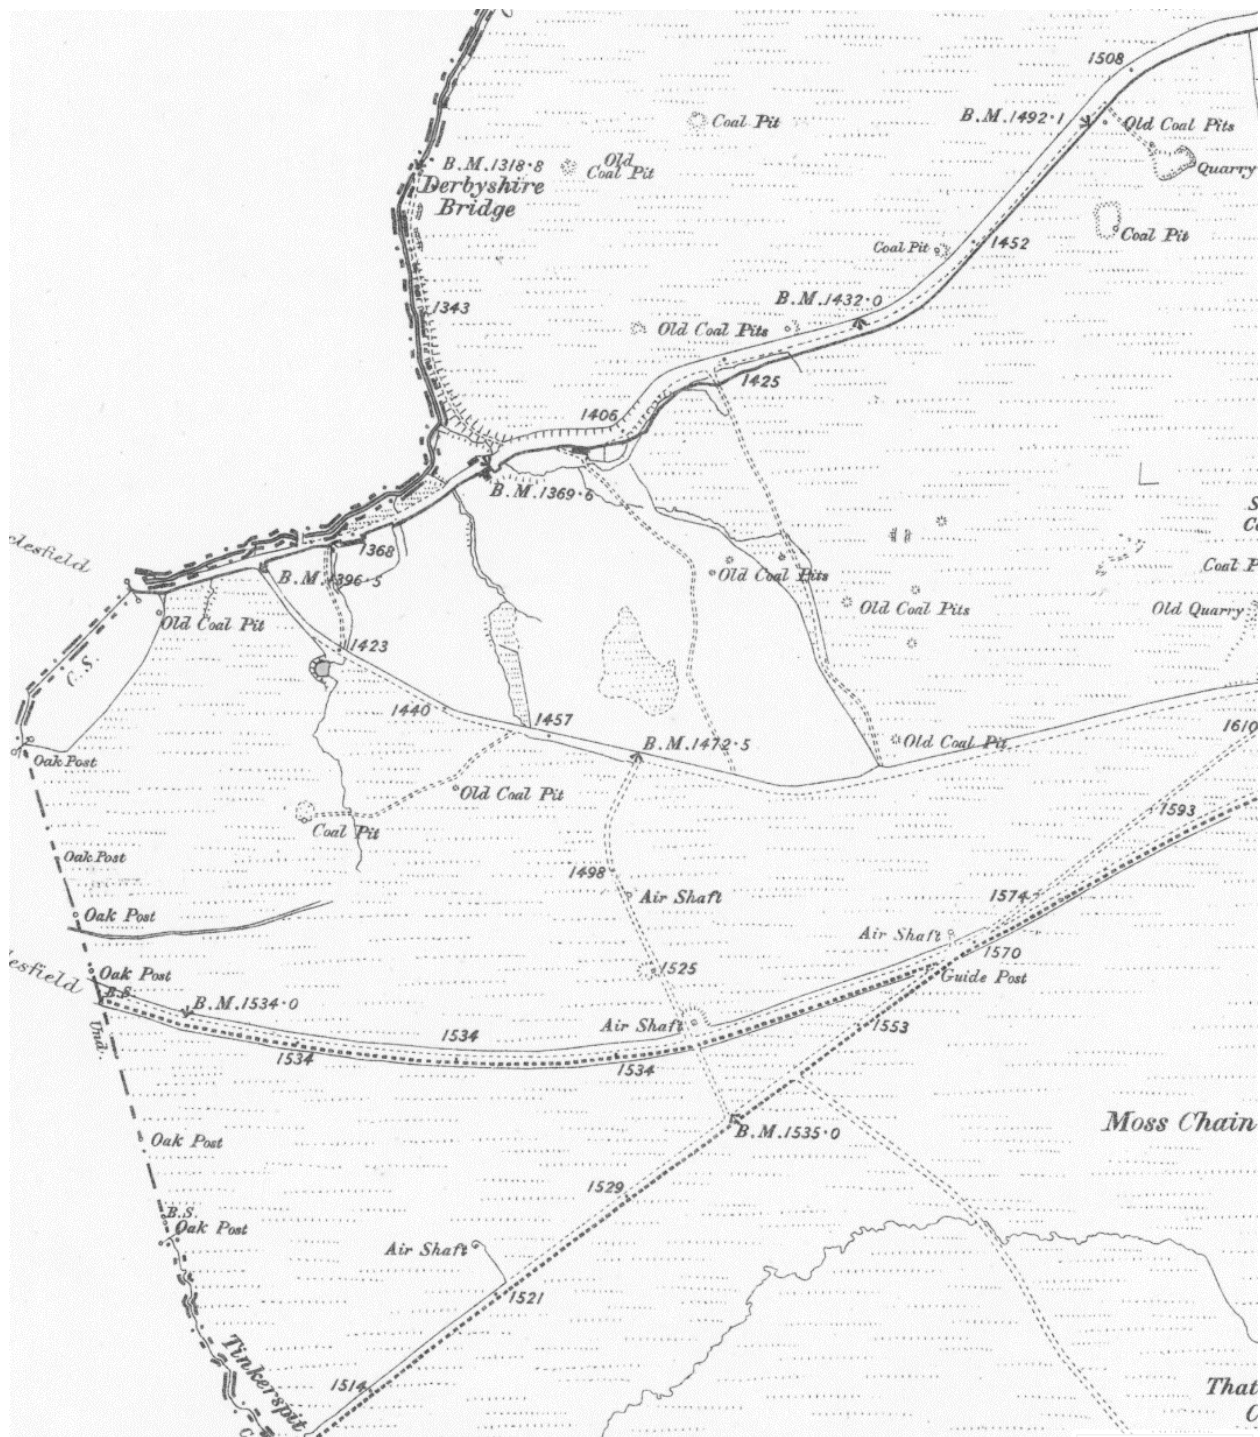 1508
B.M.1492·1
Old Coal Pits
Coal Pit
B.M.1318·8
Old
Coal Pit
Quarry
Derbyshire
Bridge
Coal Pit
Coal Pit
1452
B.M.1432·0
1343
Old Coal Pits
1425
1406
B.M.1369·6
clesfield
1368
B.M.1396·5
Old Coal Pits
Coal P
Old Coal Pit
Old Coal Pits
Old Quarry
1423
C.S.
1440
1457
B.M.1472·5
Old Coal Pit
1610
Oak Post
Old Coal Pit
Coal Pit
1593
Oak Post
1498
Air Shaft
1574
Oak Post
Air Shaft
1570
lesfield
Oak Post
1525
Guide Post
B.S.
B.M.1534·0
Air Shaft
1553
Und.
1534
1534
1534
Moss Chain
B.M.1535·0
Oak Post
1529
B.S.
Oak Post
Air Shaft
1521
Tinkerspit
1514
That
C
C